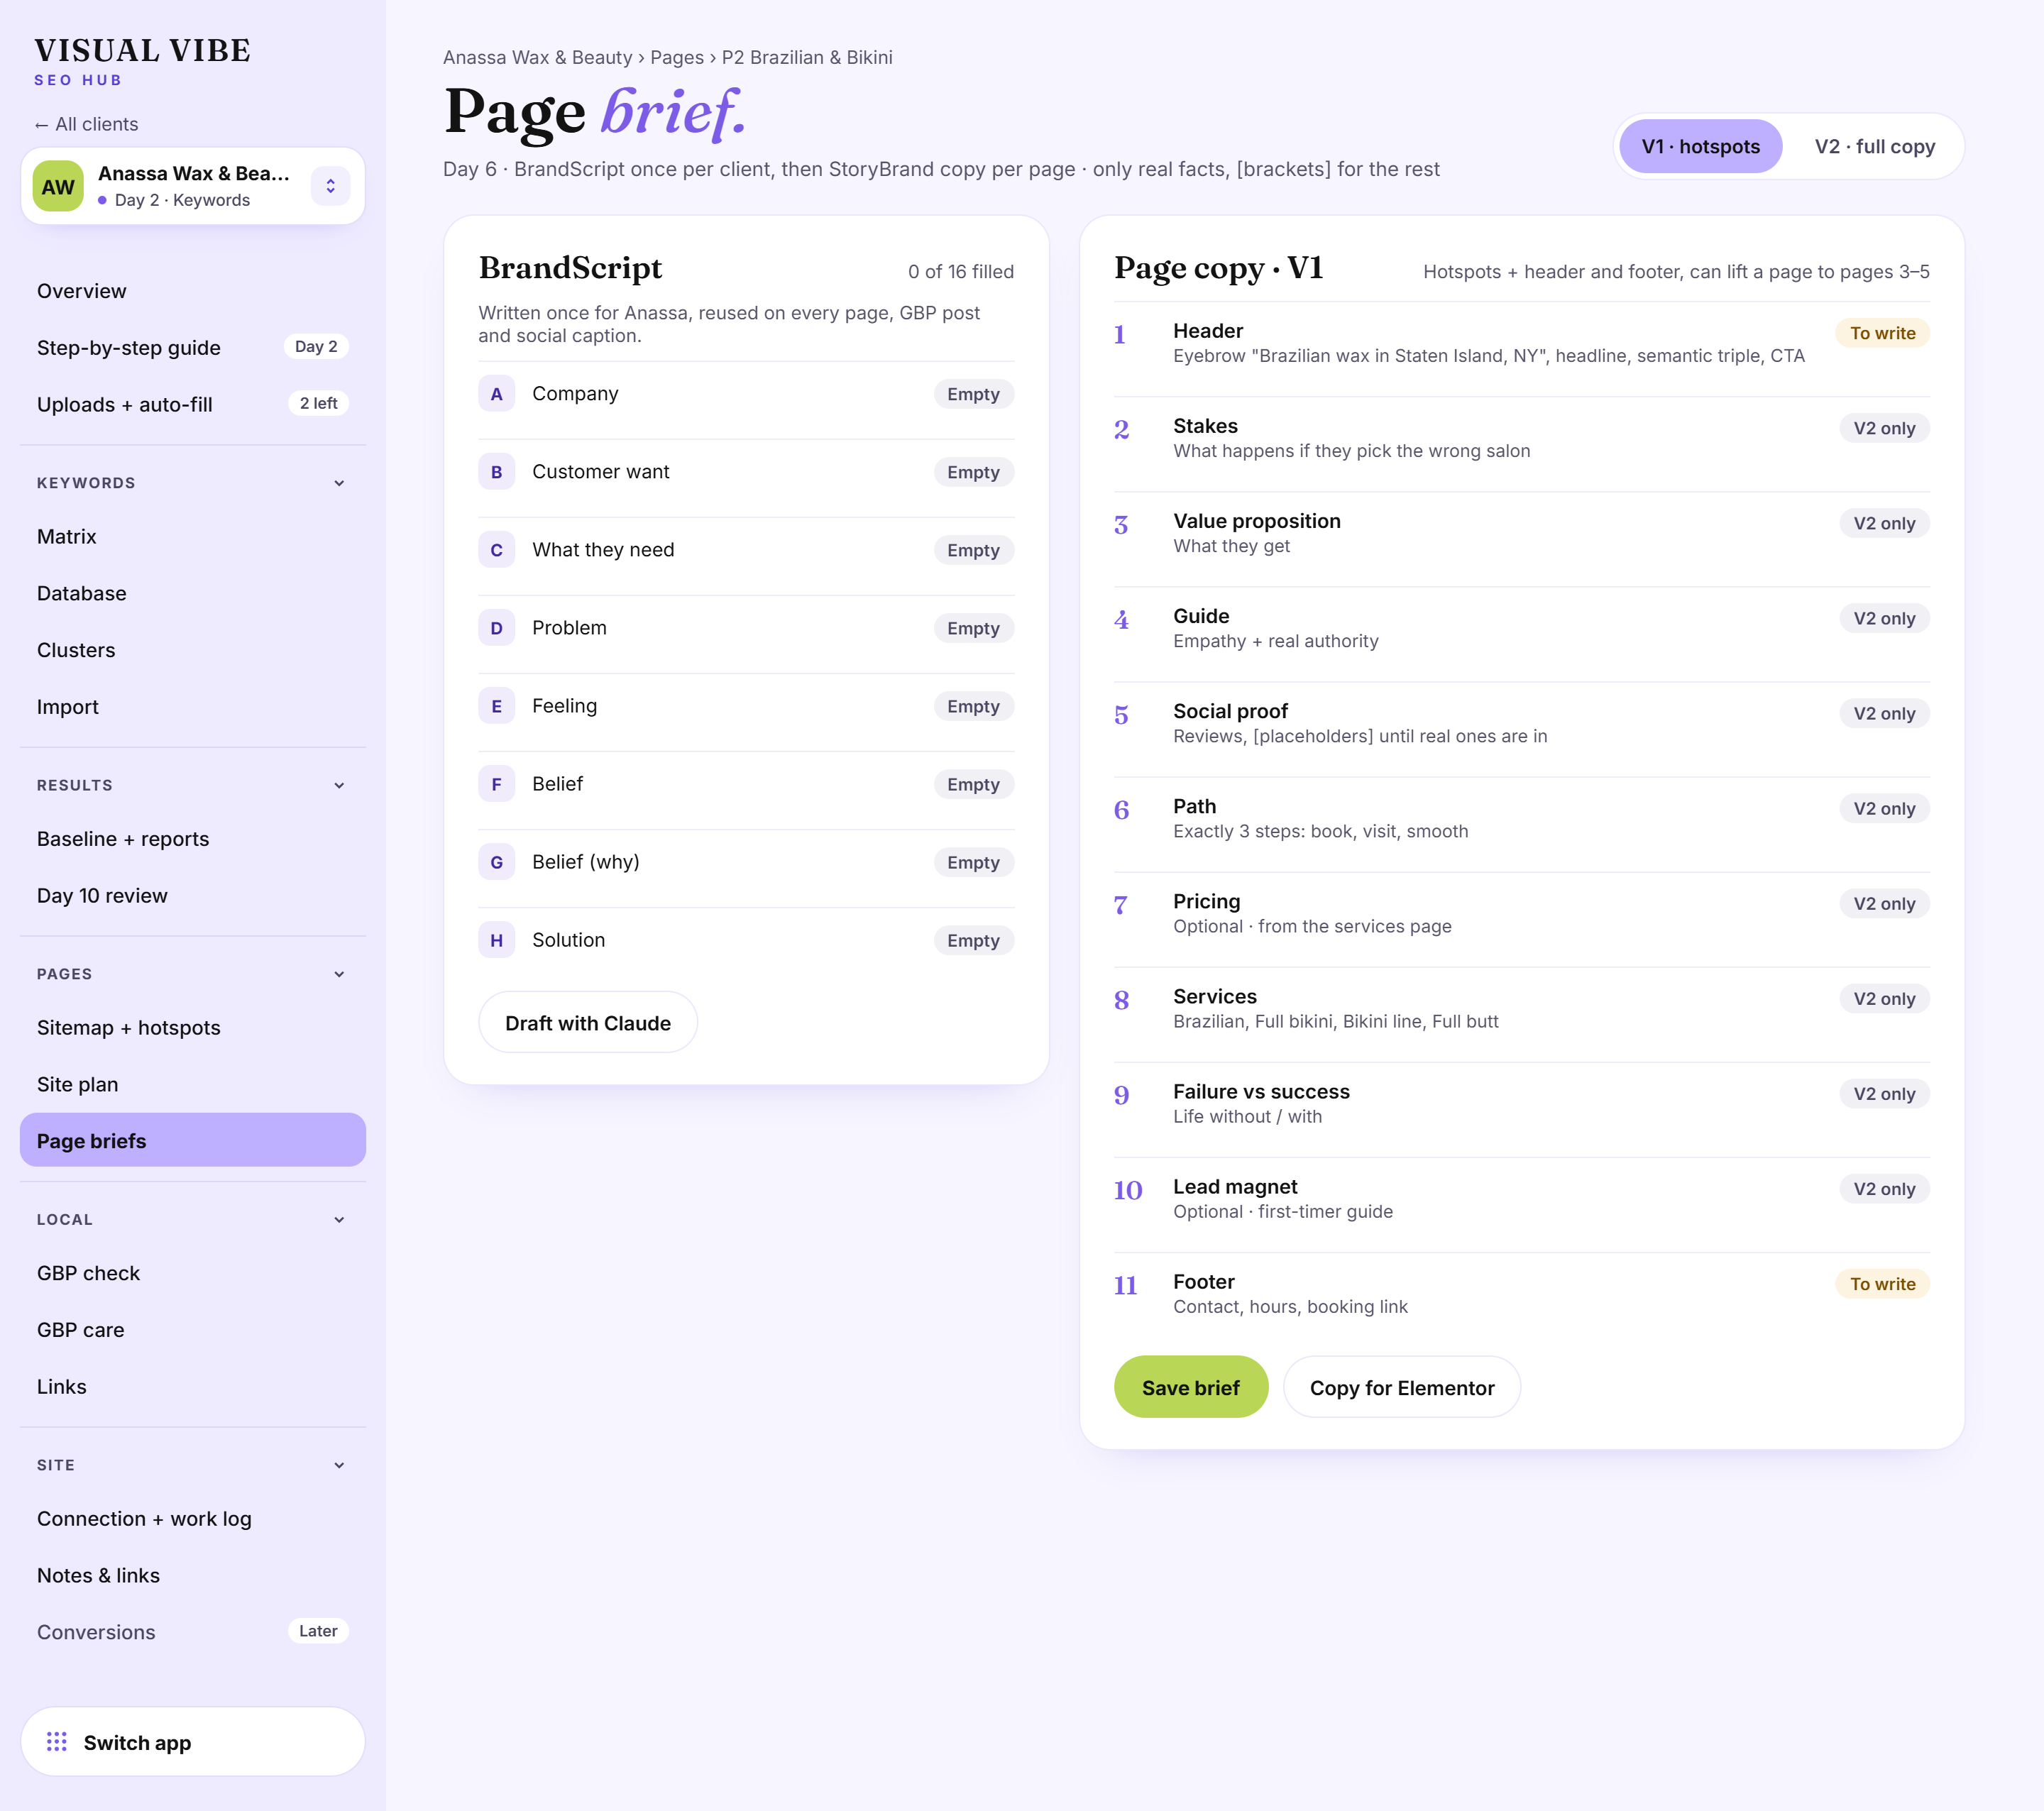 VISUAL VIBE
SEO HUB
← All clients
AW
Anassa Wax & Bea...
Day 2 · Keywords
Overview
Step-by-step guide
Day 2
Uploads + auto-fill
2 left
KEYWORDS
Matrix
Database
Clusters
Import
RESULTS
Baseline + reports
Day 10 review
PAGES
Sitemap + hotspots
Site plan
Page briefs
LOCAL
GBP check
GBP care
Links
SITE
Connection + work log
Notes & links
Conversions
Later
Switch app
Anassa Wax & Beauty › Pages › P2 Brazilian & Bikini
Page brief.
Day 6 · BrandScript once per client, then StoryBrand copy per page · only real facts, [brackets] for the rest
V1 · hotspots
V2 · full copy
BrandScript
0 of 16 filled
Written once for Anassa, reused on every page, GBP post
and social caption.
A Company Empty
B Customer want Empty
C What they need Empty
D Problem Empty
E Feeling Empty
F Belief Empty
G Belief (why) Empty
H Solution Empty
Draft with Claude
Page copy · V1
Hotspots + header and footer, can lift a page to pages 3–5
1 Header To write
Eyebrow "Brazilian wax in Staten Island, NY", headline, semantic triple, CTA
2 Stakes V2 only
What happens if they pick the wrong salon
3 Value proposition V2 only
What they get
4 Guide V2 only
Empathy + real authority
5 Social proof V2 only
Reviews, [placeholders] until real ones are in
6 Path V2 only
Exactly 3 steps: book, visit, smooth
7 Pricing V2 only
Optional · from the services page
8 Services V2 only
Brazilian, Full bikini, Bikini line, Full butt
9 Failure vs success V2 only
Life without / with
10 Lead magnet V2 only
Optional · first-timer guide
11 Footer To write
Contact, hours, booking link
Save brief
Copy for Elementor